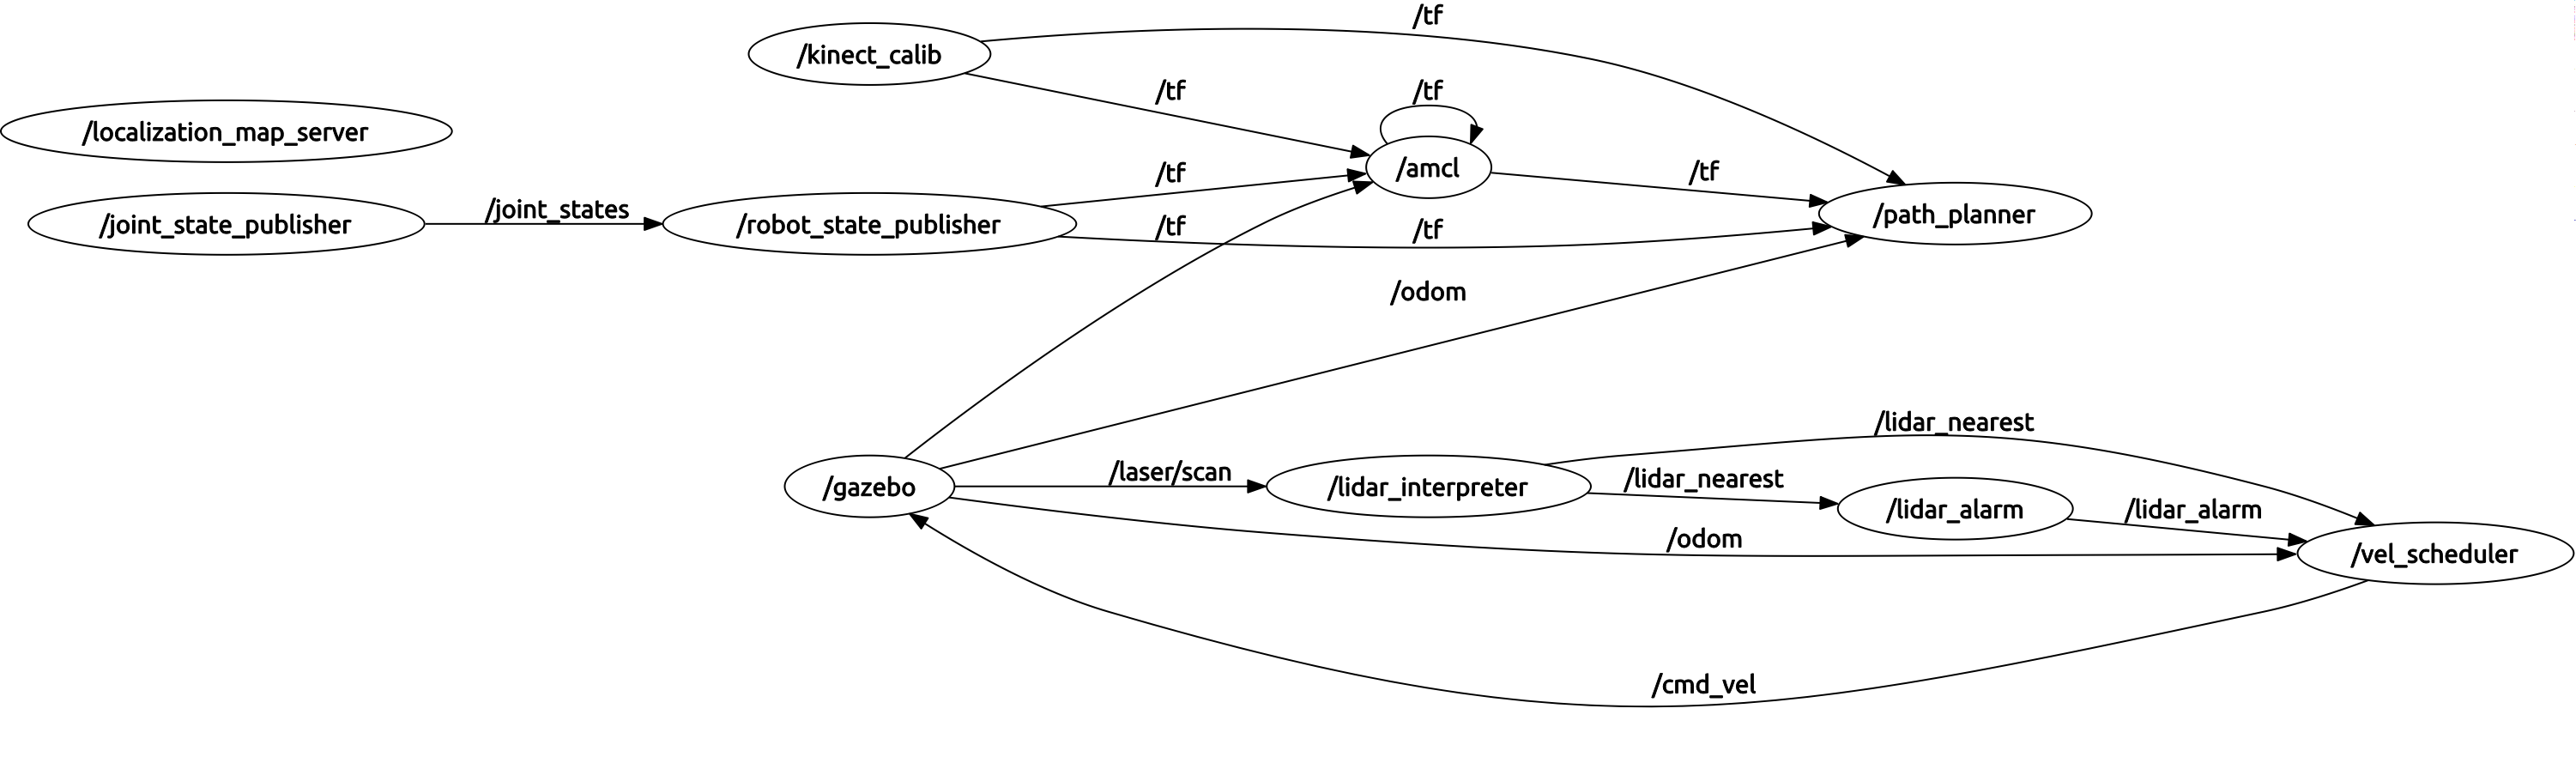 /tf
/kinect_calib
/tf
/tf
/localization_map_server
/amcl
/tf
/tf
/joint_states
/path_planner
/joint_state_publisher
/robot_state_publisher
/tf
/tf
/odom
/lidar_nearest
/laser/scan
/lidar_nearest
/gazebo
/lidar_interpreter
/lidar_alarm
/lidar_alarm
/odom
/vel_scheduler
/cmd_vel